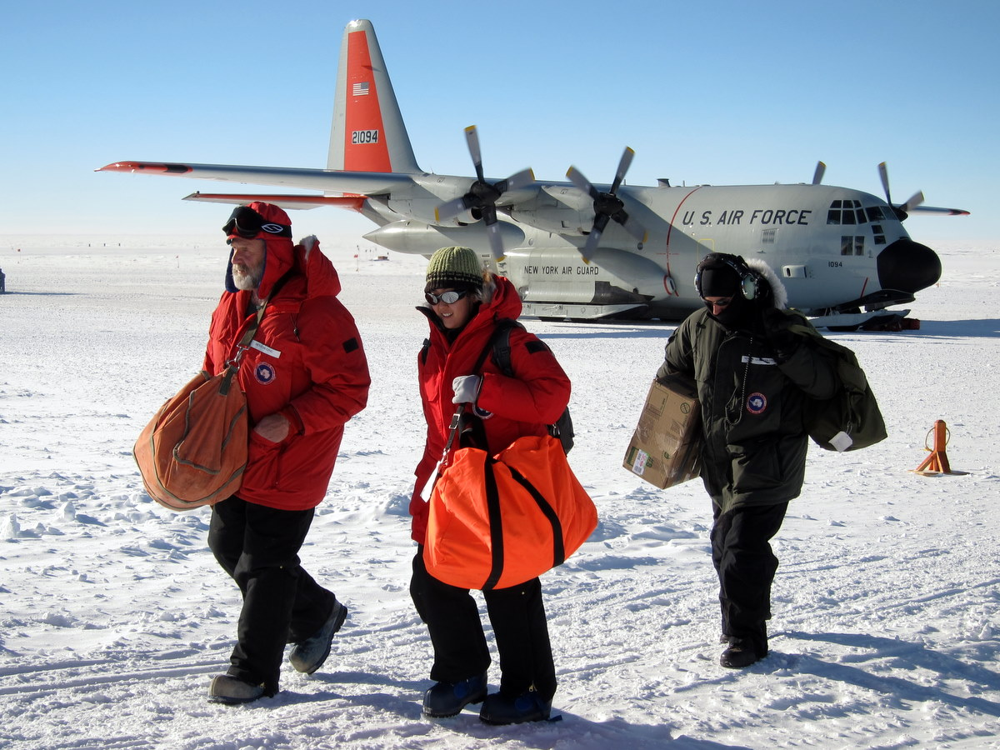 21094
U.S. AIR FORCE
NEW YORK AIR GUARD
1094